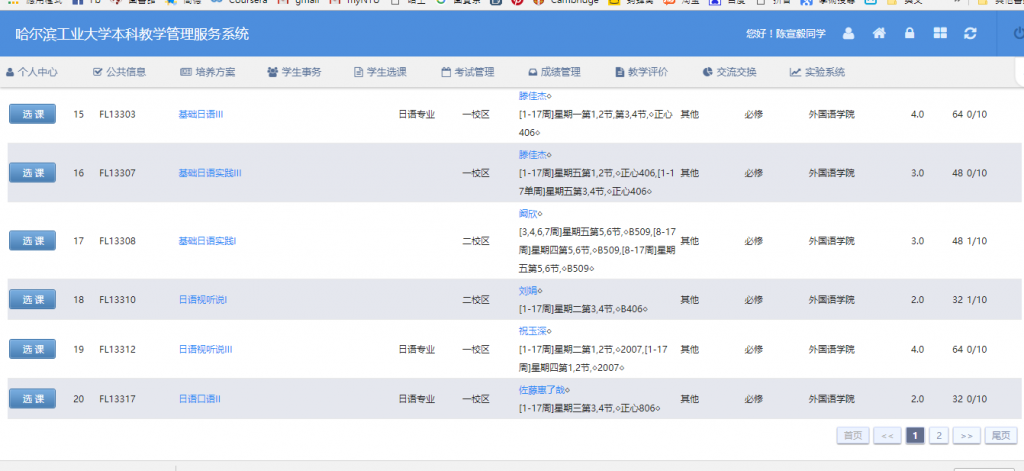 Coursera
gmail
myNTU
Cambridge
哈尔滨工业大学本科教学管理服务系统
您好！陈宣毅同学
个人中心 公共信息 培养方案 学生事务 学生选课 考试管理 成绩管理 教学评价 交流交换 实验系统
滕佳杰◇
选 课 15 FL13303 基础日语III 日语专业 一校区 [1-17周]星期一第1,2节,第3,4节,◇正心 其他 必修 外国语学院 4.0 64 0/10
406◇
滕佳杰◇
选 课 16 FL13307 基础日语实践III 一校区 [1-17周]星期五第1,2节,◇正心406,[1-1 其他 必修 外国语学院 3.0 48 0/10
7单周]星期五第3,4节,◇正心406◇
阚欣◇
[3,4,6,7周]星期五第5,6节,◇B509,[8-17
选 课 17 FL13308 基础日语实践I 二校区 周]星期四第5,6节,◇B509,[8-17周]星期 其他 必修 外国语学院 3.0 48 1/10
五第5,6节,◇B509◇
刘娟◇
选 课 18 FL13310 日语视听说I 二校区 [1-17周]星期二第3,4节,◇B406◇ 其他 必修 外国语学院 2.0 32 1/10
祝玉深◇
选 课 19 FL13312 日语视听说III 日语专业 一校区 [1-17周]星期二第1,2节,◇2007,[1-17 其他 必修 外国语学院 4.0 64 0/10
周]星期四第1,2节,◇2007◇
佐藤惠了哉◇
选 课 20 FL13317 日语口语II 日语专业 一校区 [1-17周]星期三第3,4节,◇正心806◇ 其他 必修 外国语学院 2.0 32 0/10
首页 << 1 2 >> 尾页